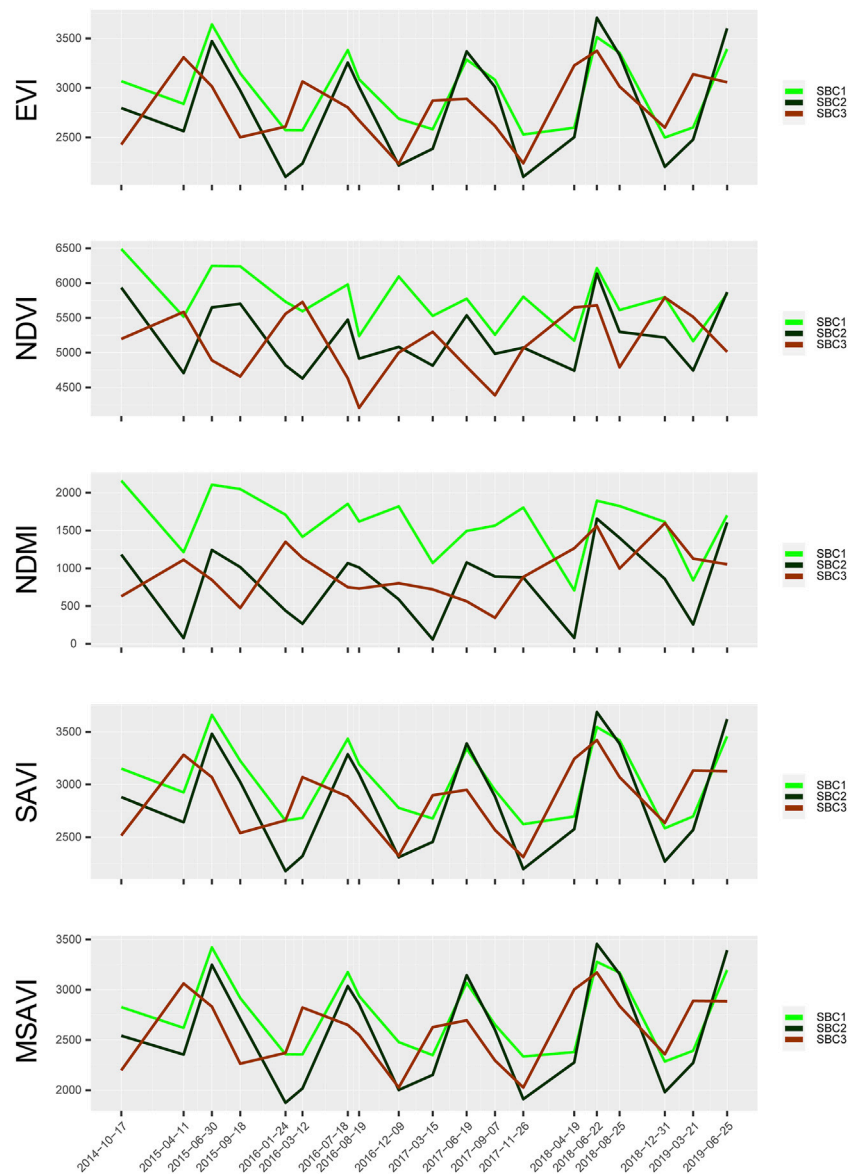 EVI
3500
3000
2500
SBC1
SBC2
SBC3
NDVI
6500
6000
5500
5000
4500
SBC1
SBC2
SBC3
NDMI
2000
1500
1000
500
0
SBC1
SBC2
SBC3
SAVI
3500
3000
2500
SBC1
SBC2
SBC3
MSAVI
3500
3000
2500
2000
SBC1
SBC2
SBC3
2014-10-17
2015-04-11
2015-06-30
2015-09-18
2016-01-24
2016-03-12
2016-07-18
2016-08-19
2016-12-09
2017-03-15
2017-06-19
2017-09-07
2017-11-26
2018-04-19
2018-06-22
2018-08-25
2018-12-31
2019-03-21
2019-06-25